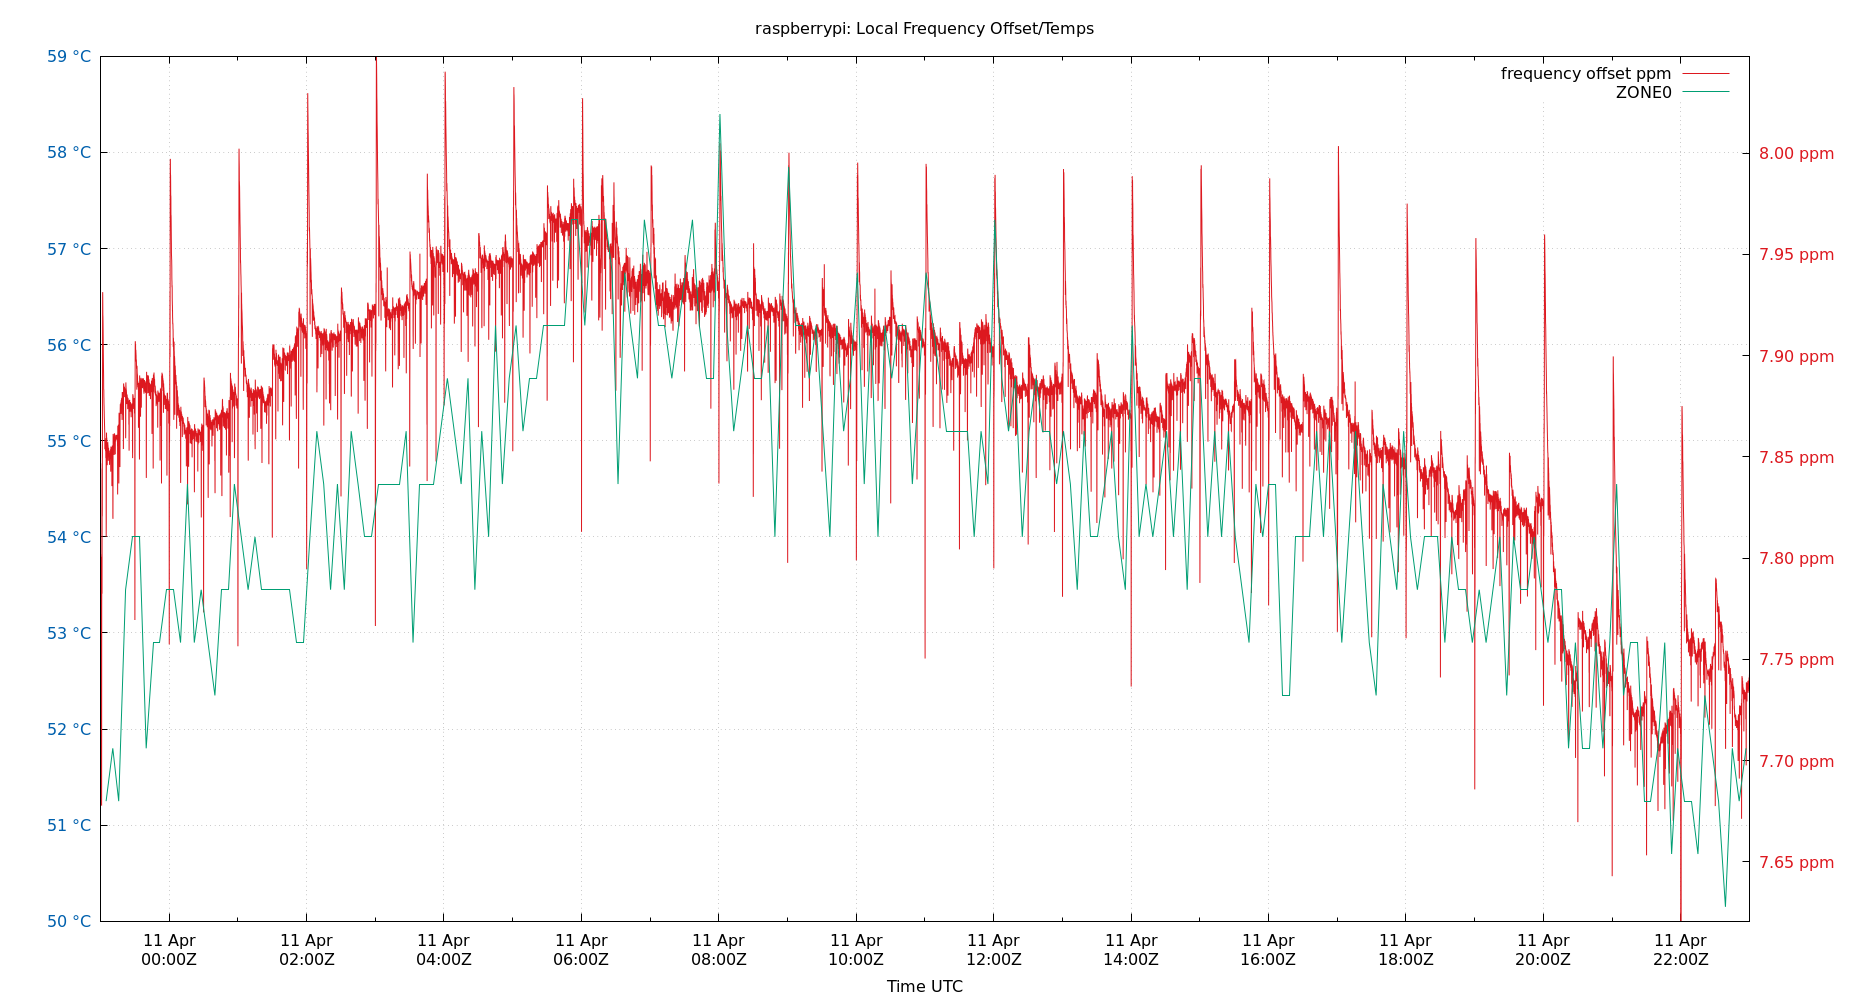 raspberrypi: Local Frequency Offset/Temps
frequency offset ppm
ZONE0
59 °C
58 °C
57 °C
56 °C
55 °C
54 °C
53 °C
52 °C
51 °C
50 °C
8.00 ppm
7.95 ppm
7.90 ppm
7.85 ppm
7.80 ppm
7.75 ppm
7.70 ppm
7.65 ppm
11 Apr 11 Apr 11 Apr 11 Apr 11 Apr 11 Apr 11 Apr 11 Apr 11 Apr 11 Apr 11 Apr 11 Apr
00:00Z 02:00Z 04:00Z 06:00Z 08:00Z 10:00Z 12:00Z 14:00Z 16:00Z 18:00Z 20:00Z 22:00Z
Time UTC